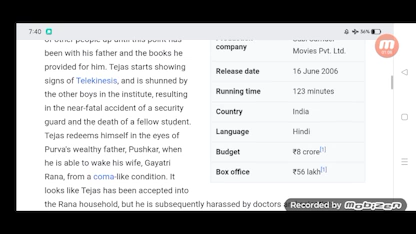 7:40
56%
of other people up until this point has
been with his father and the books he
provided for him. Tejas starts showing
signs of Telekinesis, and is shunned by
the other boys in the institute, resulting
in the near-fatal accident of a security
guard and the death of a fellow student.
Tejas redeems himself in the eyes of
Purva's wealthy father, Pushkar, when
he is able to wake his wife, Gayatri
Rana, from a coma-like condition. It
looks like Tejas has been accepted into
the Rana household, but he is subsequently harassed by doctors
company Movies Pvt. Ltd.
Release date 16 June 2006
Running time 123 minutes
Country India
Language Hindi
Budget ₹8 crore[1]
Box office ₹56 lakh[1]
Recorded by Mobizen